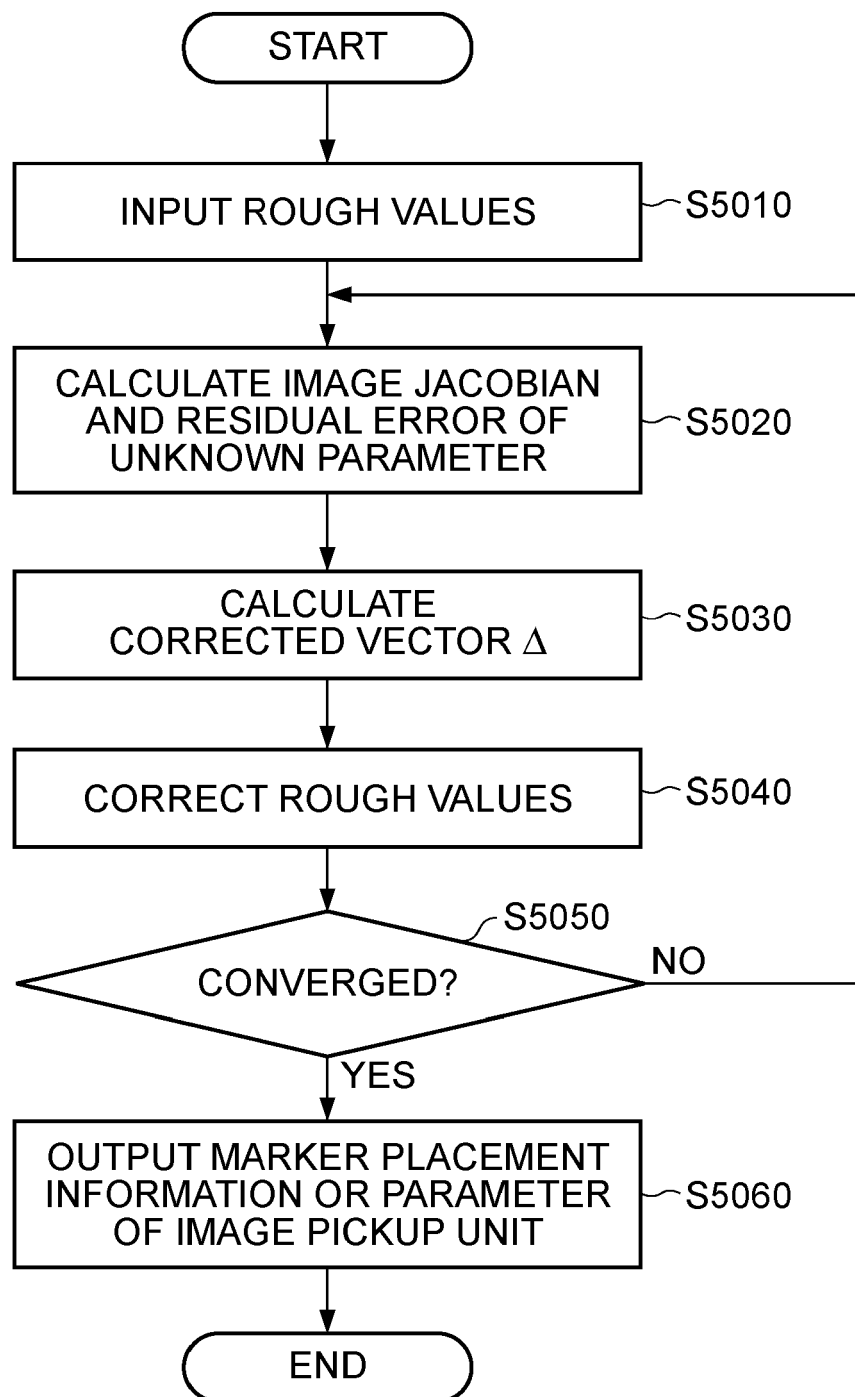 START
INPUT ROUGH VALUES
S5010
CALCULATE IMAGE JACOBIAN
AND RESIDUAL ERROR OF
UNKNOWN PARAMETER
S5020
CALCULATE
CORRECTED VECTOR Δ
S5030
CORRECT ROUGH VALUES
S5040
S5050
CONVERGED?
NO
YES
OUTPUT MARKER PLACEMENT
INFORMATION OR PARAMETER
OF IMAGE PICKUP UNIT
S5060
END